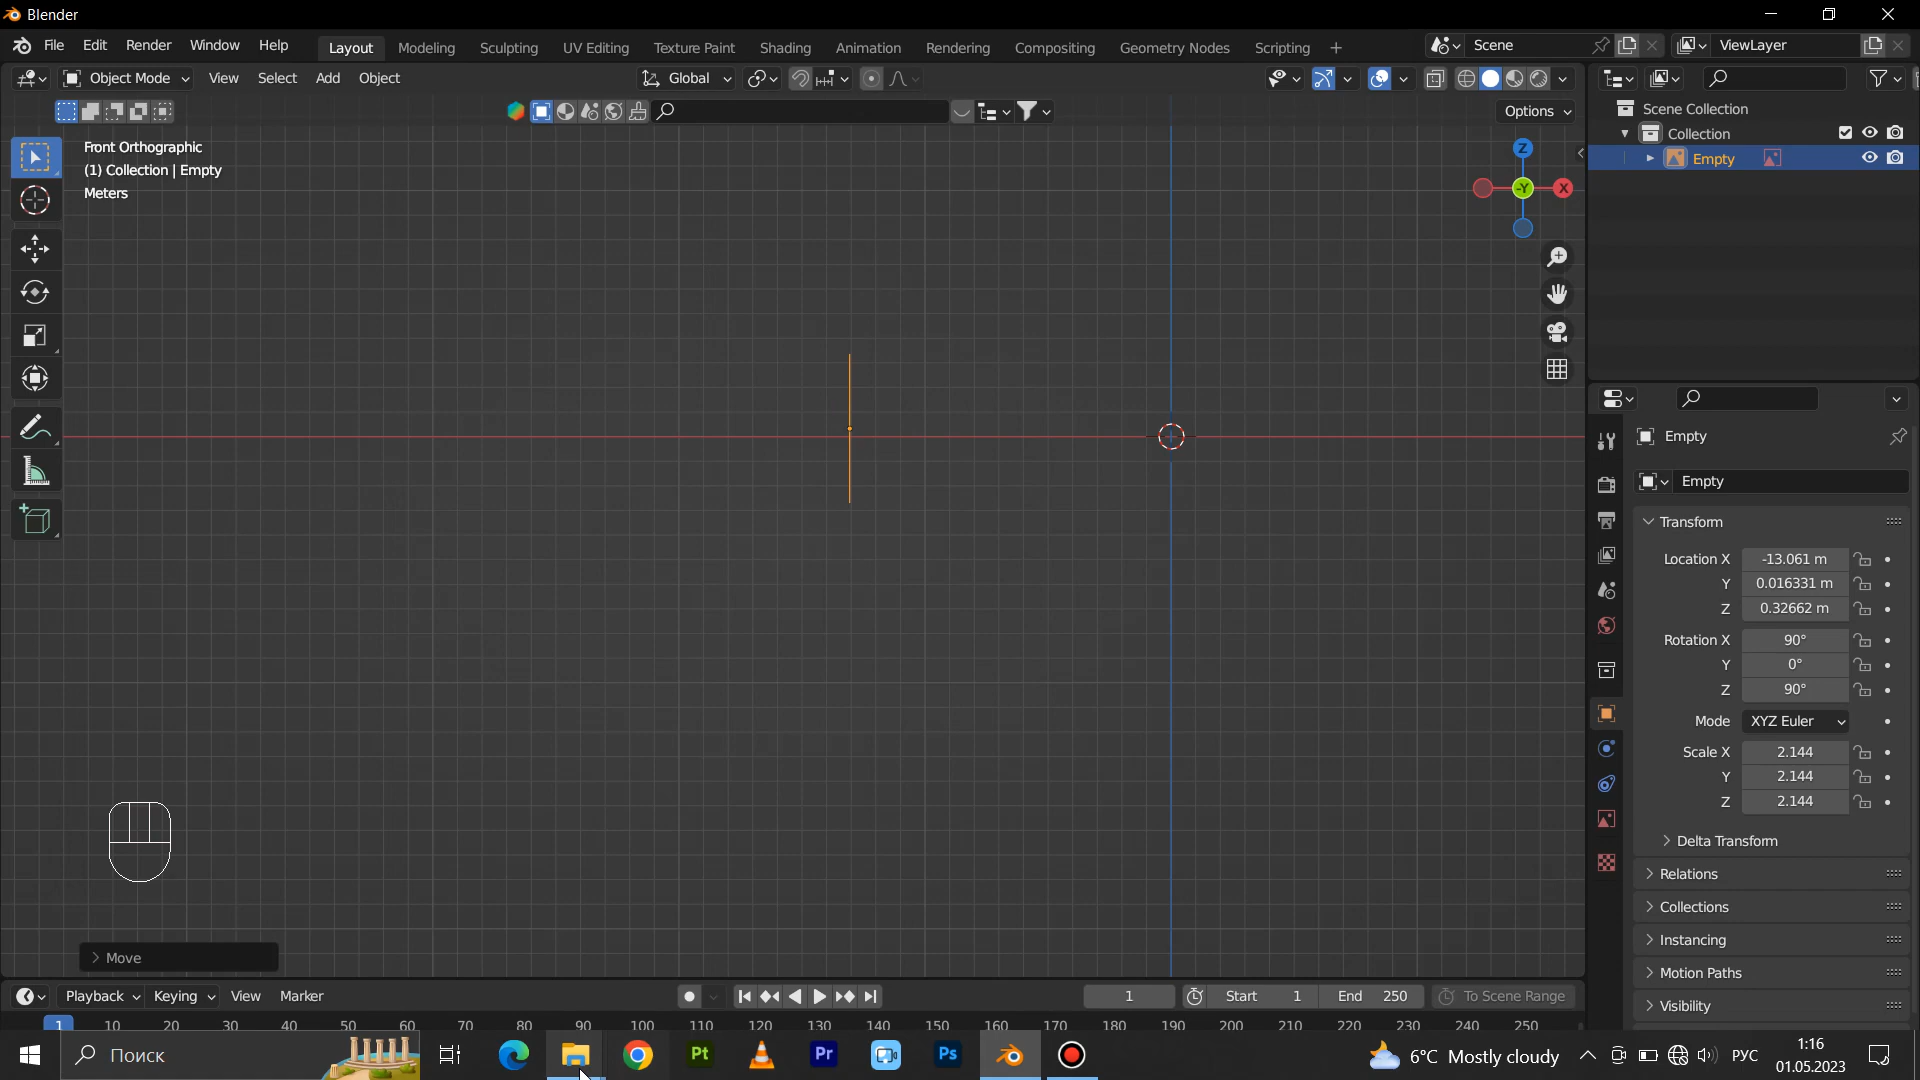 Blender
File Edit Render Window Help Layout Modeling Sculpting UV Editing Texture Paint Shading Animation Rendering Compositing Geometry Nodes Scripting + Scene ViewLayer
Object Mode View Select Add Object Global
Options
Front Orthographic
(1) Collection | Empty
Meters
Z
-Y X
Scene Collection
Collection
Empty
Empty
Empty
Transform
Location X -13.061 m
Y 0.016331 m
Z 0.32662 m
Rotation X 90°
Y 0°
Z 90°
Mode XYZ Euler
Scale X 2.144
Y 2.144
Z 2.144
Delta Transform
Relations
Collections
Instancing
Motion Paths
Visibility
Move
Playback Keying View Marker 1 Start 1 End 250 To Scene Range
1 10 20 30 40 50 60 70 80 90 100 110 120 130 140 150 160 170 180 190 200 210 220 230 240 250
Поиск Pt Pr Ps 6°C Mostly cloudy РУС 1:16
01.05.2023